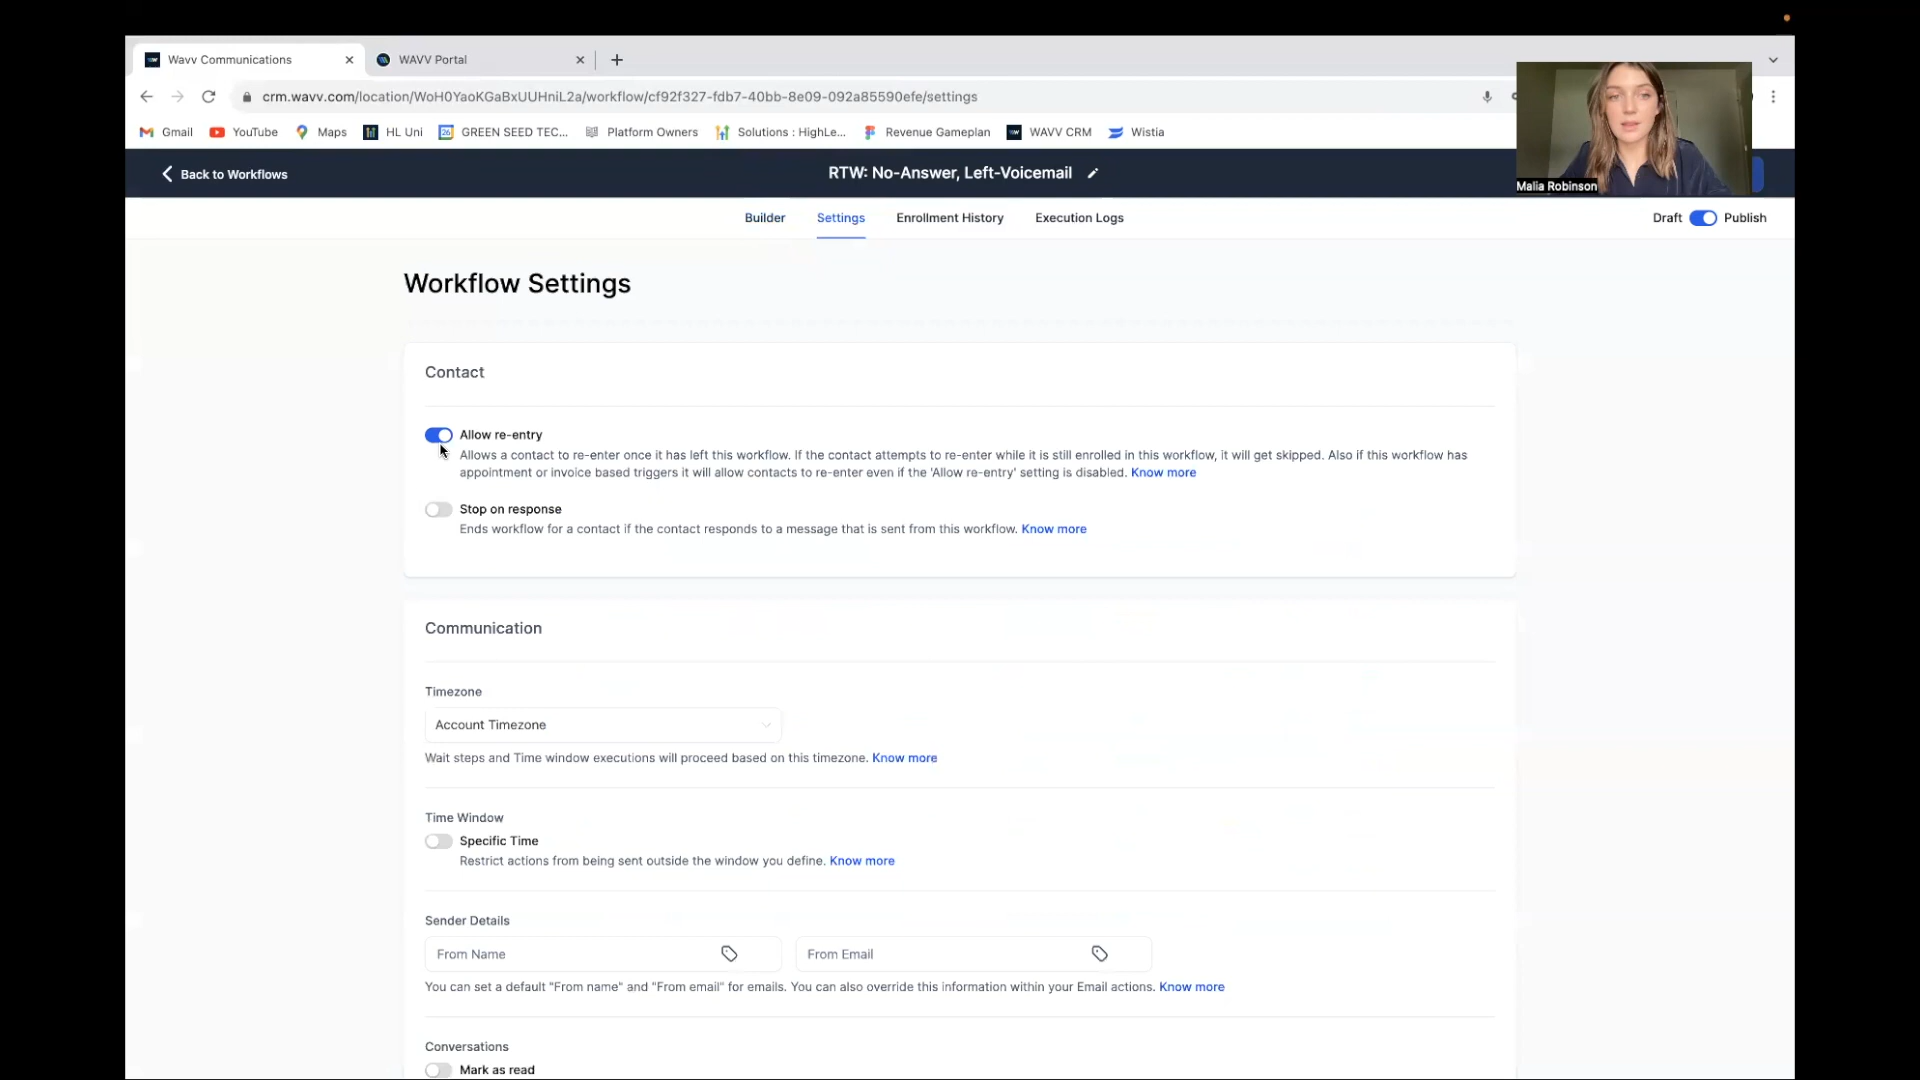 Wavv Communications
WAVV Portal
crm.wavv.com/location/WoH0YaoKGaBxUUHniL2a/workflow/cf92f327-fdb7-40bb-8e09-092a85590efe/settings
Gmail YouTube Maps HL Uni GREEN SEED TEC... Platform Owners Solutions : HighLe... Revenue Gameplan WAVV CRM Wistia
Malia Robinson
Back to Workflows
RTW: No-Answer, Left-Voicemail
Builder Settings Enrollment History Execution Logs
Draft Publish
Workflow Settings
Contact
Allow re-entry
Allows a contact to re-enter once it has left this workflow. If the contact attempts to re-enter while it is still enrolled in this workflow, it will get skipped. Also if this workflow has
appointment or invoice based triggers it will allow contacts to re-enter even if the 'Allow re-entry' setting is disabled. Know more
Stop on response
Ends workflow for a contact if the contact responds to a message that is sent from this workflow. Know more
Communication
Timezone
Account Timezone
Wait steps and Time window executions will proceed based on this timezone. Know more
Time Window
Specific Time
Restrict actions from being sent outside the window you define. Know more
Sender Details
From Name
From Email
You can set a default "From name" and "From email" for emails. You can also override this information within your Email actions. Know more
Conversations
Mark as read